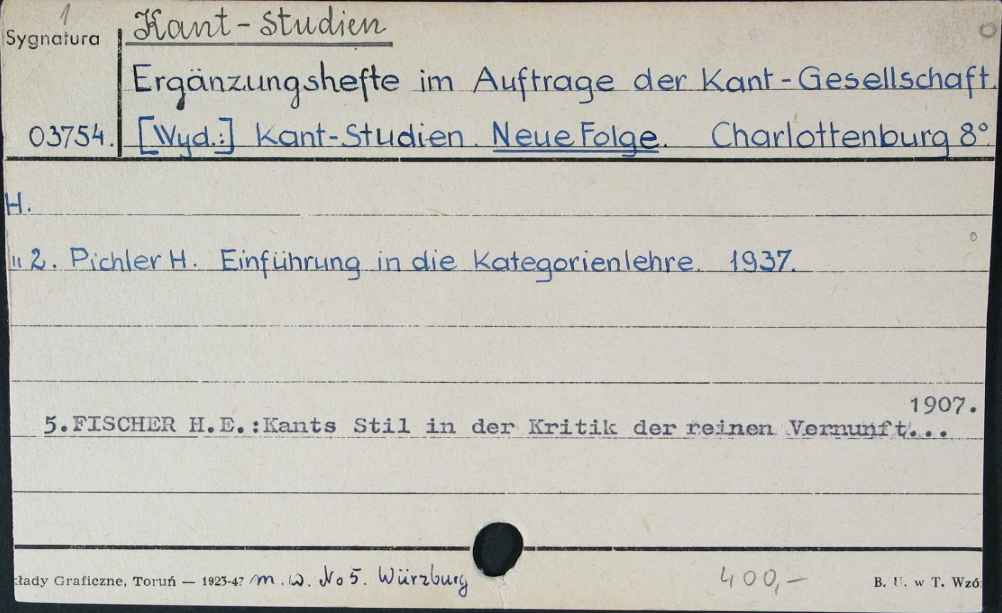 1
Kant-Studien
Sygnatura
Ergänzungshefte im Auftrage der Kant-Gesellschaft.
03754. [Wyd.:] Kant-Studien. Neue Folge. Charlottenburg 8°.
H.
" 2. Pichler H. Einführung in die Kategorienlehre. 1937.
1907.
5.FISCHER H.E.:Kants Stil in der Kritik der reinen Vernunft...
łady Graficzne, Toruń — 1923-47 m.w. No 5. Würzburg 400,- B. U. w T. Wzó